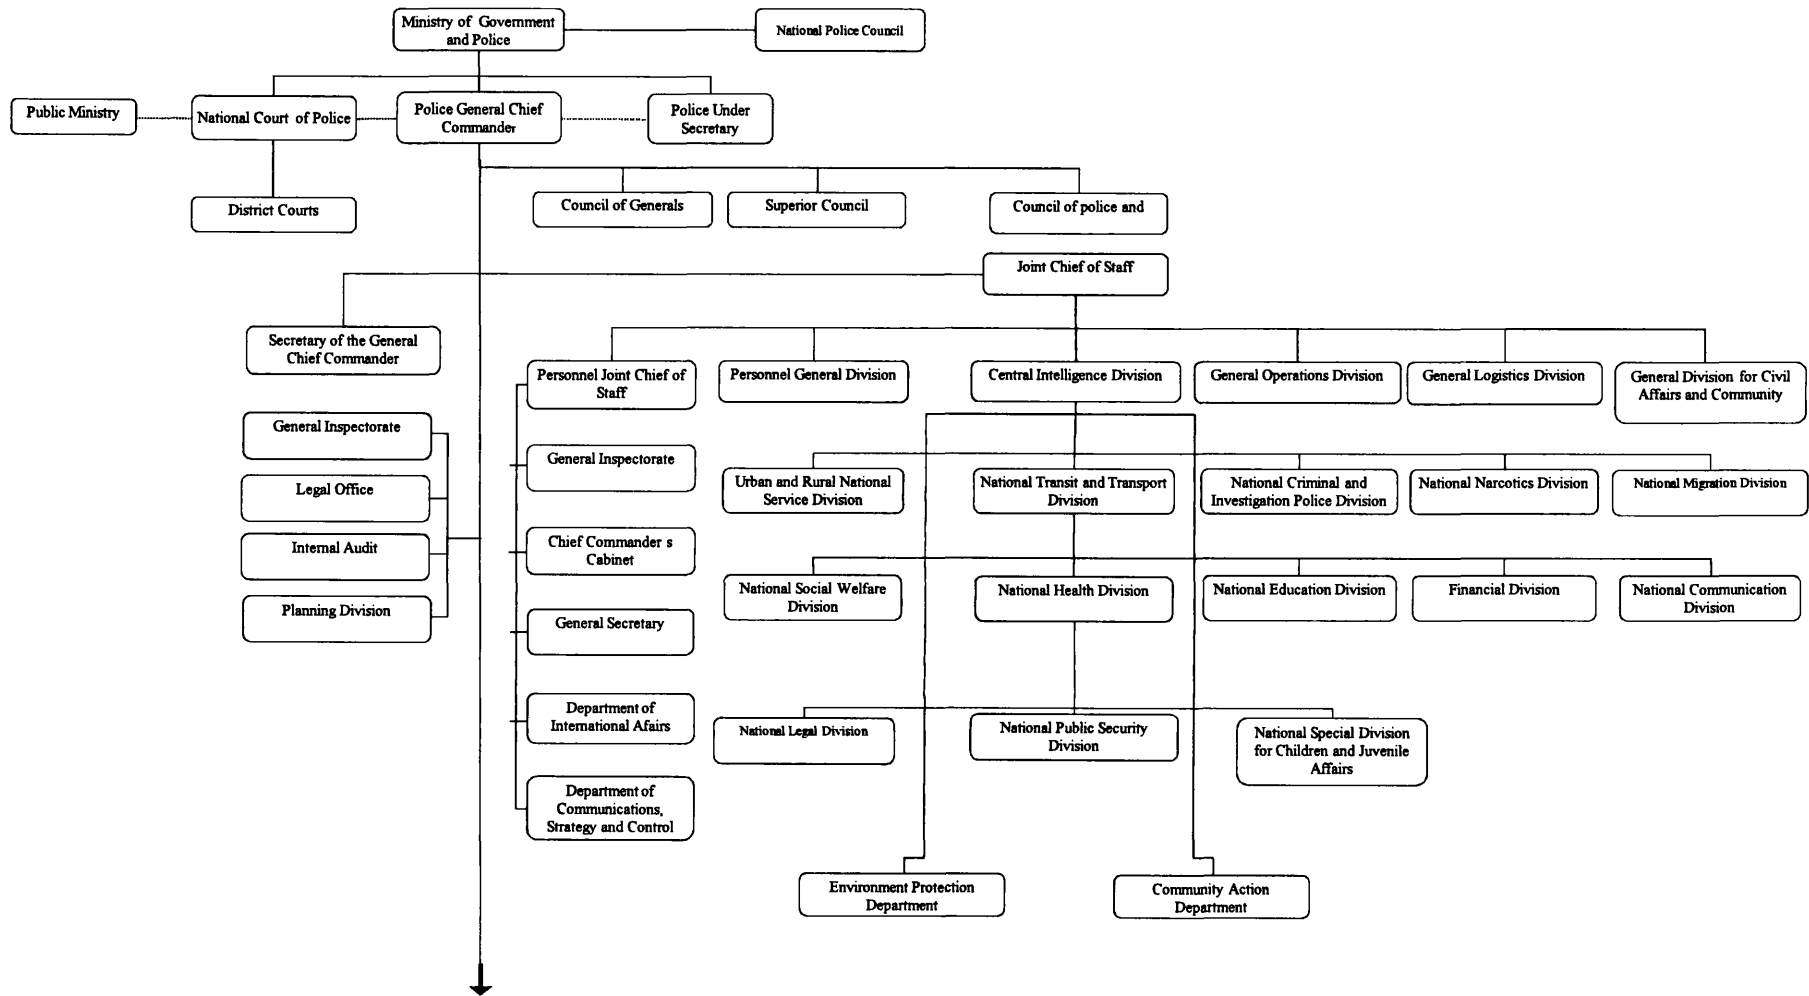 Ministry of Government
and Police
National Police Council
Public Ministry
National Court of Police
Police General Chief
Commander
Police Under
Secretary
District Courts
Council of Generals
Superior Council
Council of police and
Joint Chief of Staff
Secretary of the General
Chief Commander
Personnel Joint Chief of
Staff
Personnel General Division
Central Intelligence Division
General Operations Division
General Logistics Division
General Division for Civil
Affairs and Community
General Inspectorate
Legal Office
Internal Audit
Planning Division
General Inspectorate
Chief Commander s
Cabinet
General Secretary
Department of
International Afairs
Department of
Communications,
Strategy and Control
Urban and Rural National
Service Division
National Transit and Transport
Division
National Criminal and
Investigation Police Division
National Narcotics Division
National Migration Division
National Social Welfare
Division
National Health Division
National Education Division
Financial Division
National Communication
Division
National Legal Division
National Public Security
Division
National Special Division
for Children and Juvenile
Affairs
Environment Protection
Department
Community Action
Department